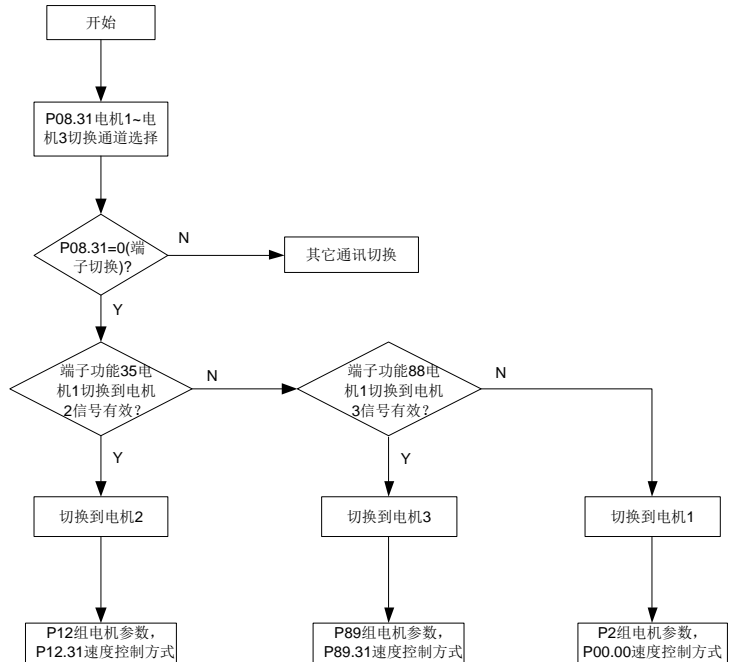 开始
P08.31电机1~电
机3切换通道选择
P08.31=0(端
子切换)?
N
其它通讯切换
Y
端子功能35电
机1切换到电机
2信号有效?
N
端子功能88电
机1切换到电机
3信号有效?
N
Y
Y
切换到电机2
切换到电机3
切换到电机1
P12组电机参数,
P12.31速度控制方式
P89组电机参数,
P89.31速度控制方式
P2组电机参数,
P00.00速度控制方式